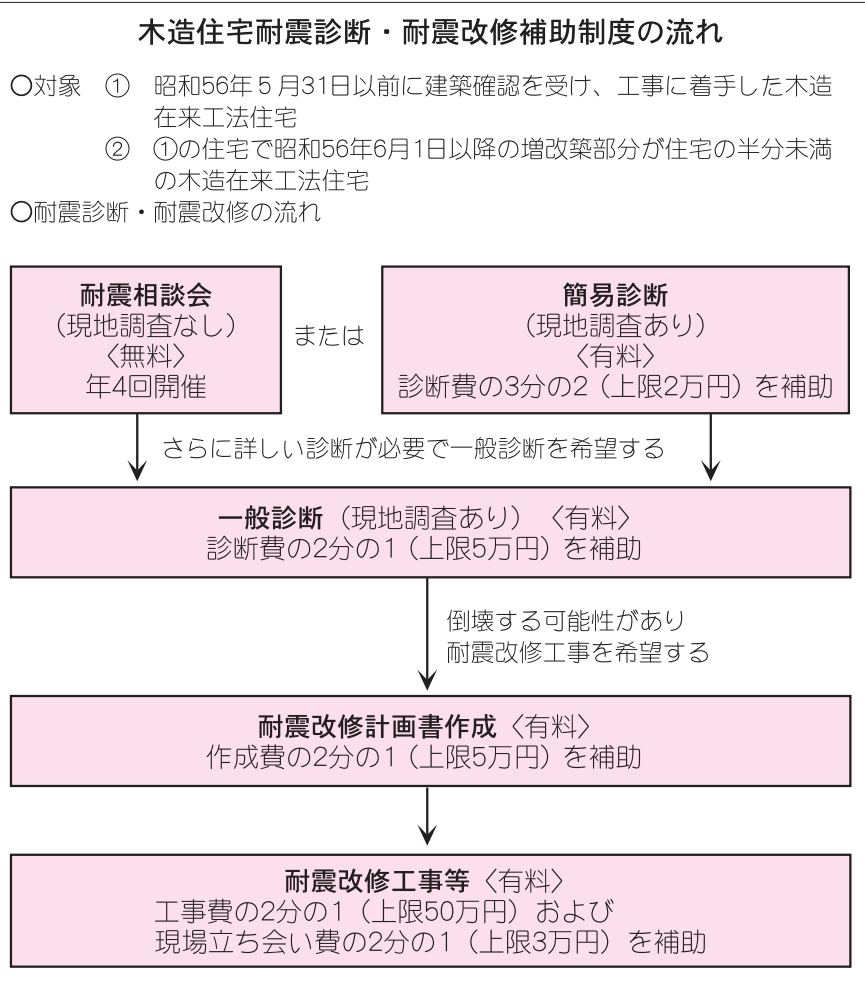 木造住宅耐震診断・耐震改修補助制度の流れ
〇対象 ① 昭和56年５月31日以前に建築確認を受け、工事に着手した木造
在来工法住宅
② ①の住宅で昭和56年6月1日以降の増改築部分が住宅の半分未満
の木造在来工法住宅
〇耐震診断・耐震改修の流れ
耐震相談会
（現地調査なし）
〈無料〉
年4回開催
または
簡易診断
（現地調査あり）
〈有料〉
診断費の3分の2（上限2万円）を補助
さらに詳しい診断が必要で一般診断を希望する
一般診断（現地調査あり）〈有料〉
診断費の2分の1（上限5万円）を補助
倒壊する可能性があり
耐震改修工事を希望する
耐震改修計画書作成〈有料〉
作成費の2分の1（上限5万円）を補助
耐震改修工事等〈有料〉
工事費の2分の1（上限50万円）および
現場立ち会い費の2分の1（上限3万円）を補助